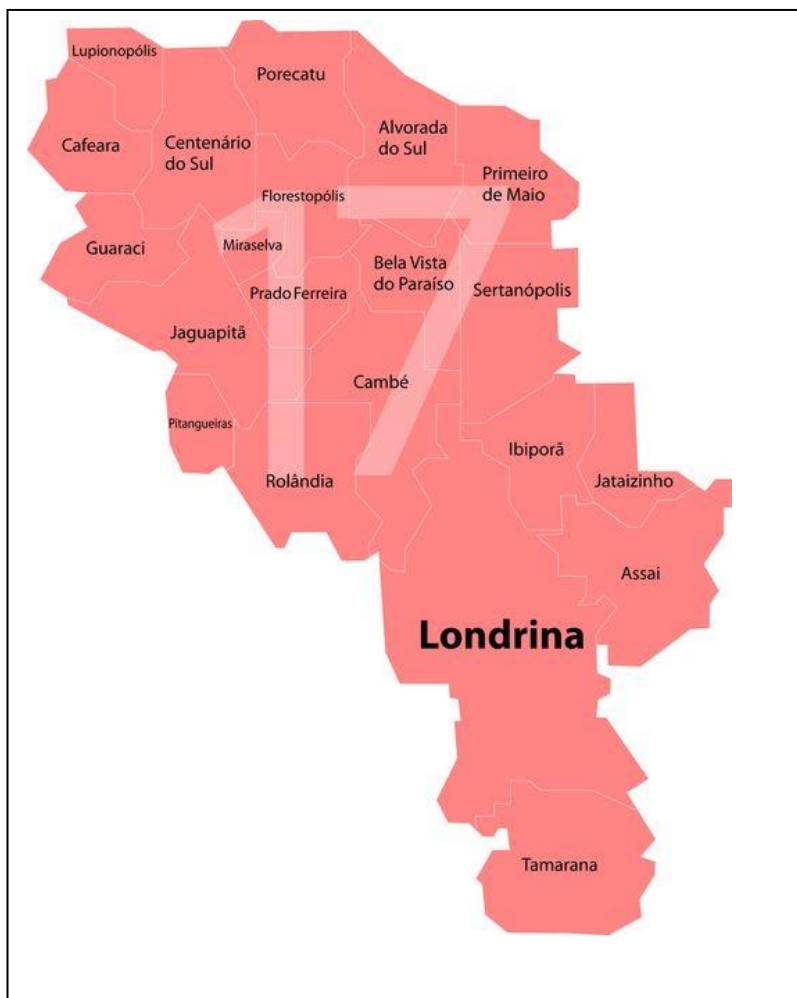 Lupionopólis
Porecatu
Cafeara
Centenário
do Sul
Alvorada
do Sul
Primeiro
de Maio
Florestopólis
17
Guaraci
Miraselva
Bela Vista
do Paraíso
Prado Ferreira
Sertanópolis
Jaguapitã
Cambé
Pitangueiras
Rolândia
Ibiporã
Jataizinho
Assai
Londrina
Tamarana